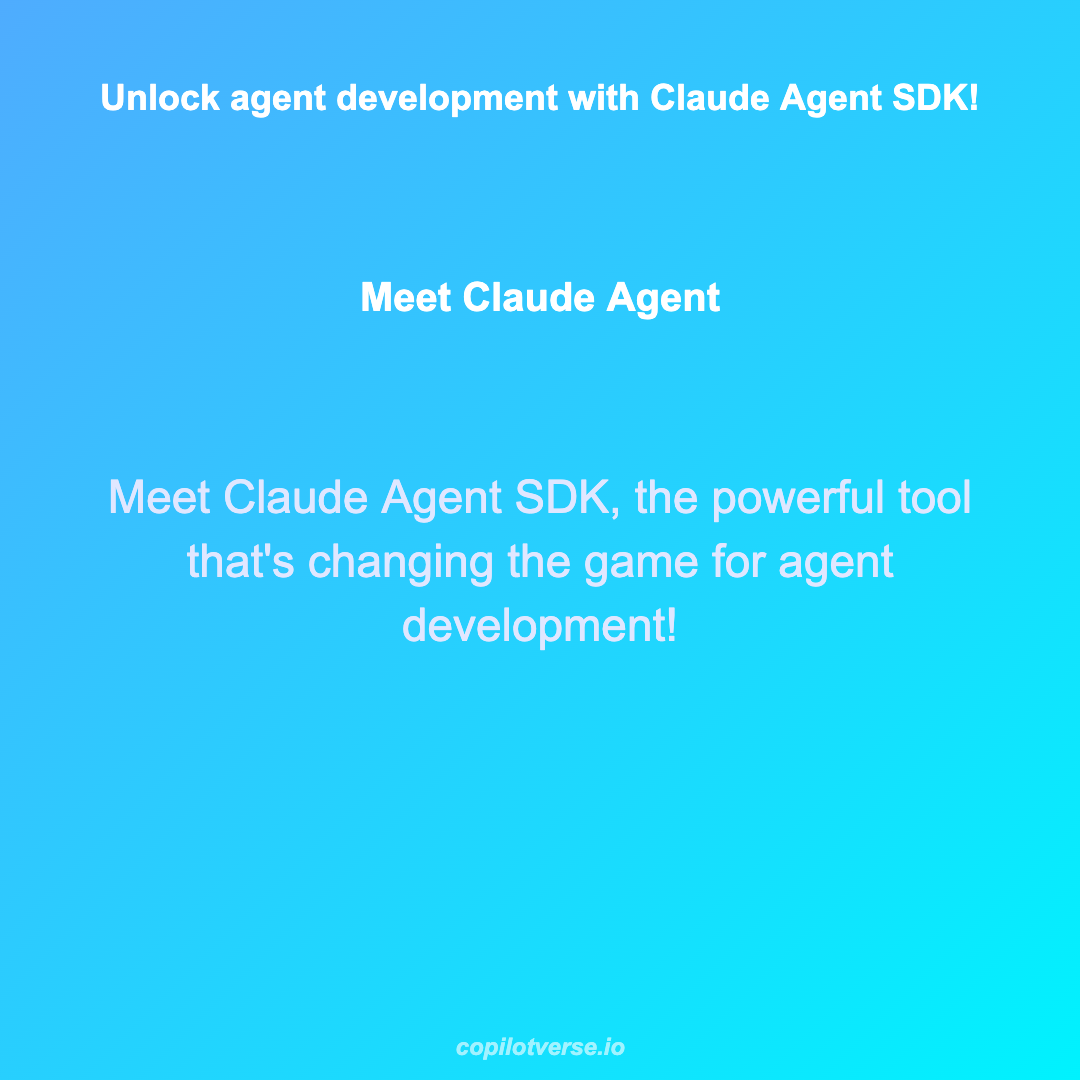 Unlock agent development with Claude Agent SDK!
Meet Claude Agent
Meet Claude Agent SDK, the powerful tool
that's changing the game for agent
development!
copilotverse.io